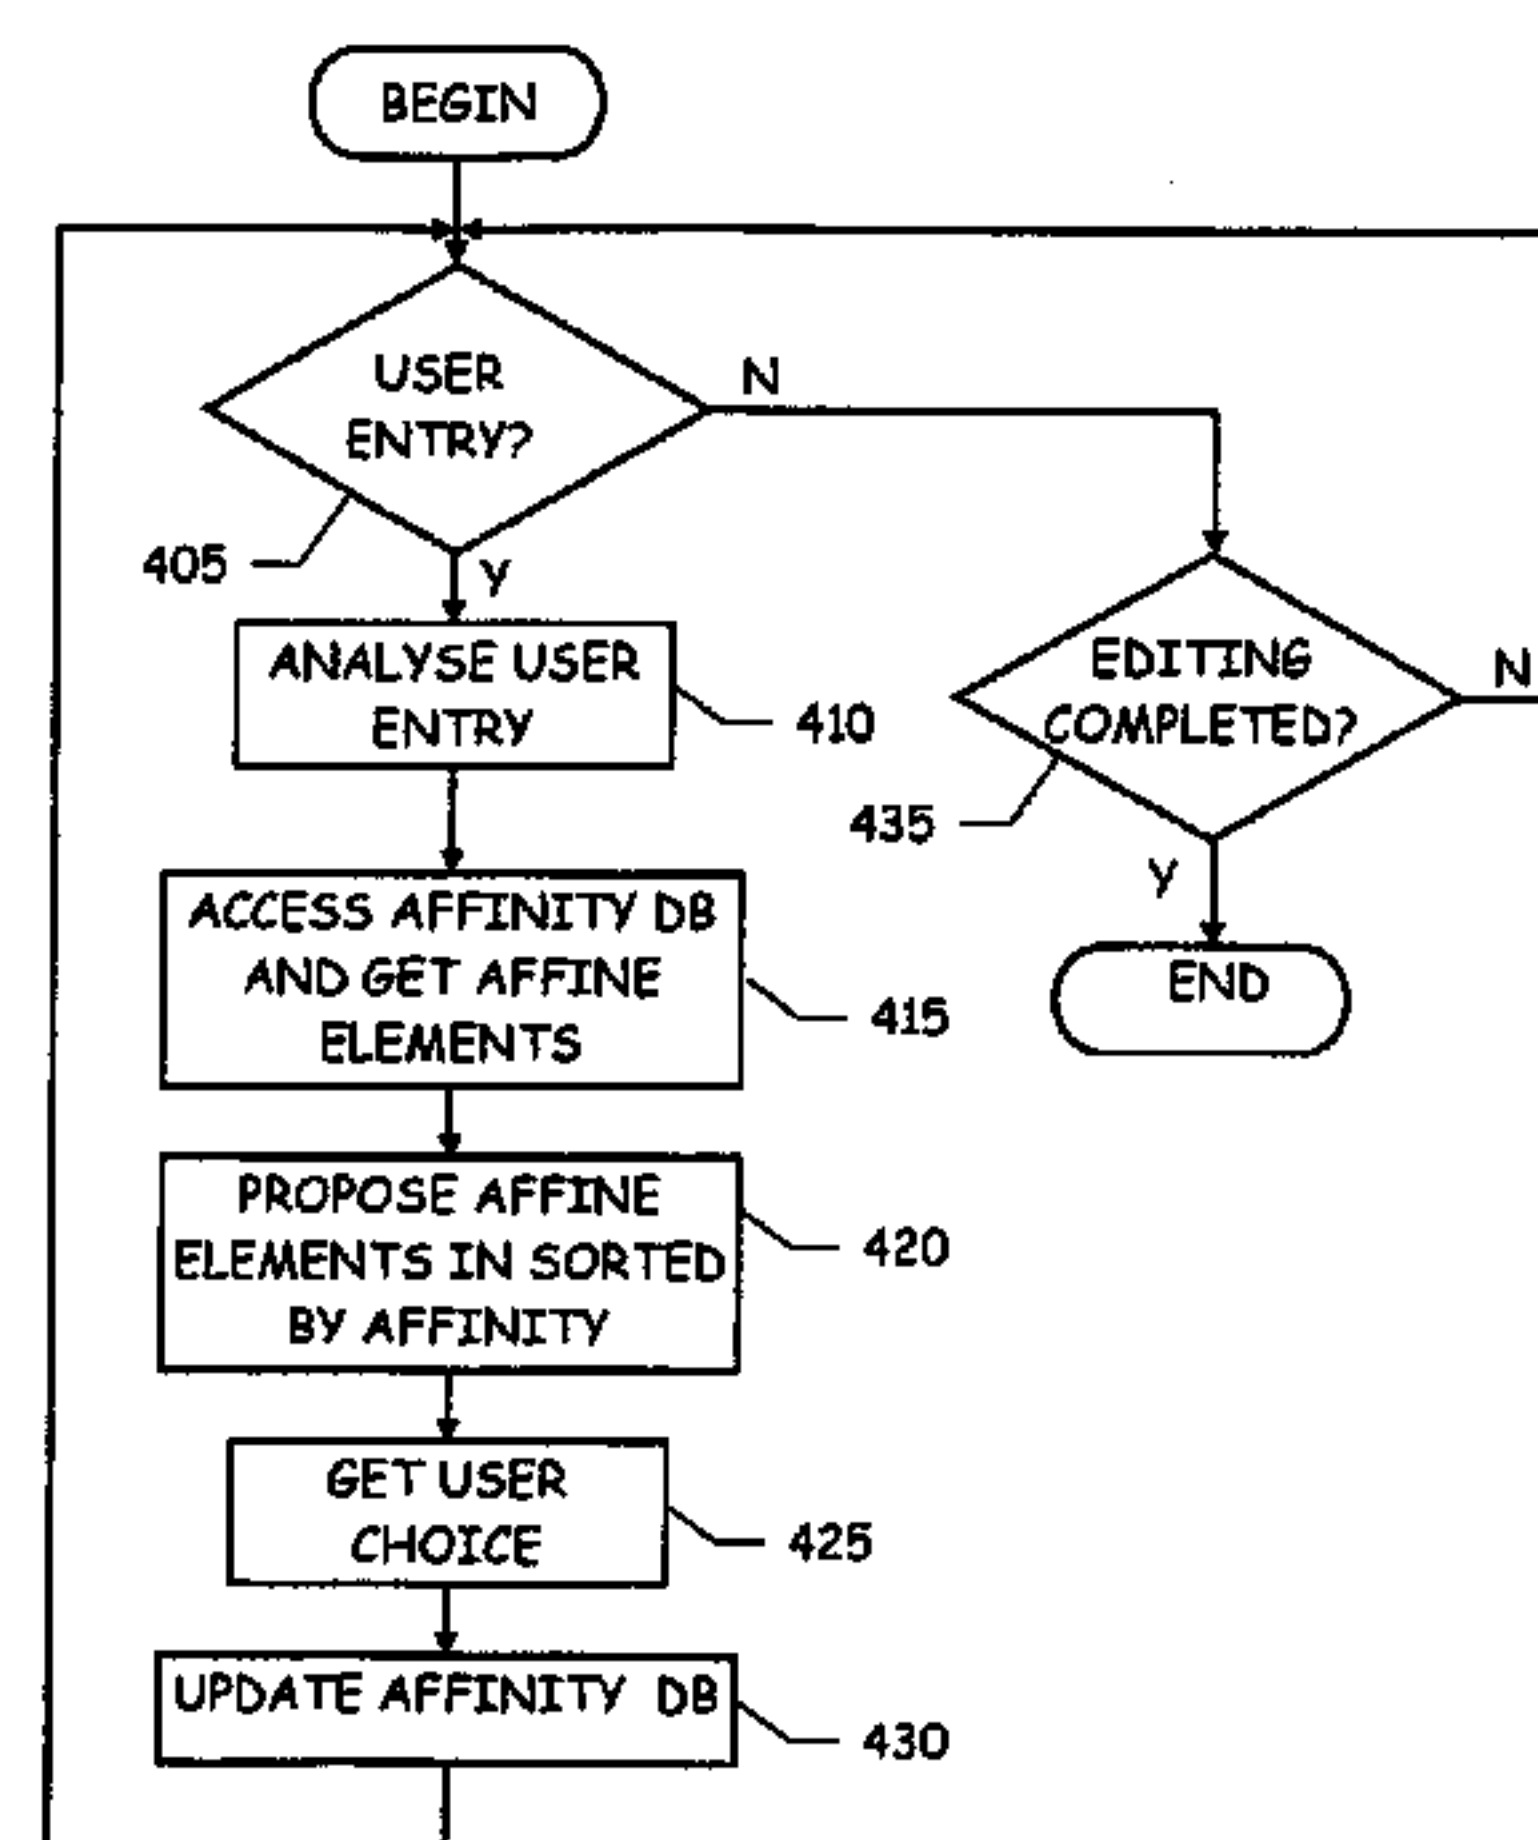 BEGIN
USER
ENTRY?
N
405
Y
ANALYSE USER
ENTRY
410
EDITING
COMPLETED?
N
435
Y
END
ACCESS AFFINITY DB
AND GET AFFINE
ELEMENTS
415
PROPOSE AFFINE
ELEMENTS IN SORTED
BY AFFINITY
420
GET USER
CHOICE
425
UPDATE AFFINITY DB
430